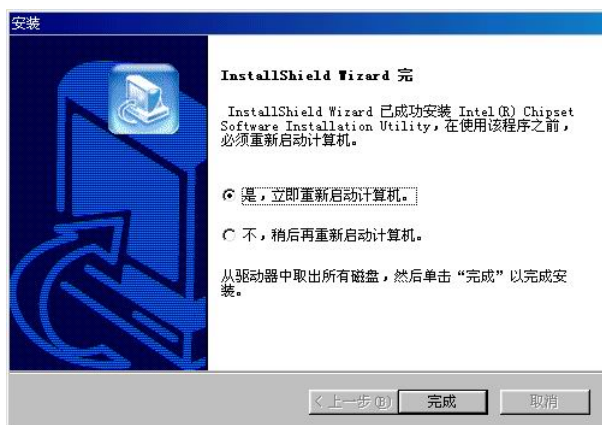 安装
InstallShield Wizard 完
InstallShield Wizard 已成功安装 Intel(R) Chipset
Software Installation Utility，在使用该程序之前，
必须重新启动计算机。
是，立即重新启动计算机。
不，稍后再重新启动计算机。
从驱动器中取出所有磁盘，然后单击“完成”以完成安
装。
< 上一步(B)
完成
取消